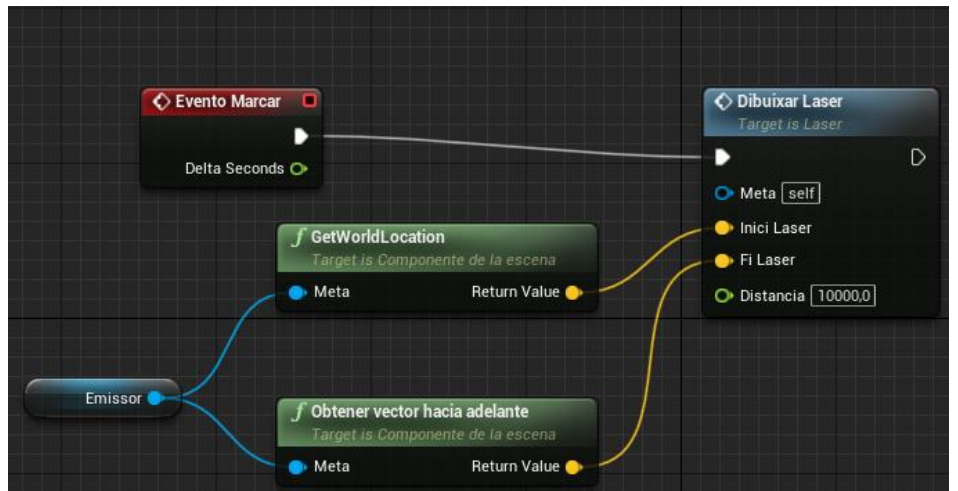 Evento Marcar
Delta Seconds
Dibuixar Laser
Target is Laser
Meta self
Inici Laser
Fi Laser
Distancia 10000,0
GetWorldLocation
Target is Componente de la escena
Meta Return Value
Emissor
Obtener vector hacia adelante
Target is Componente de la escena
Meta Return Value